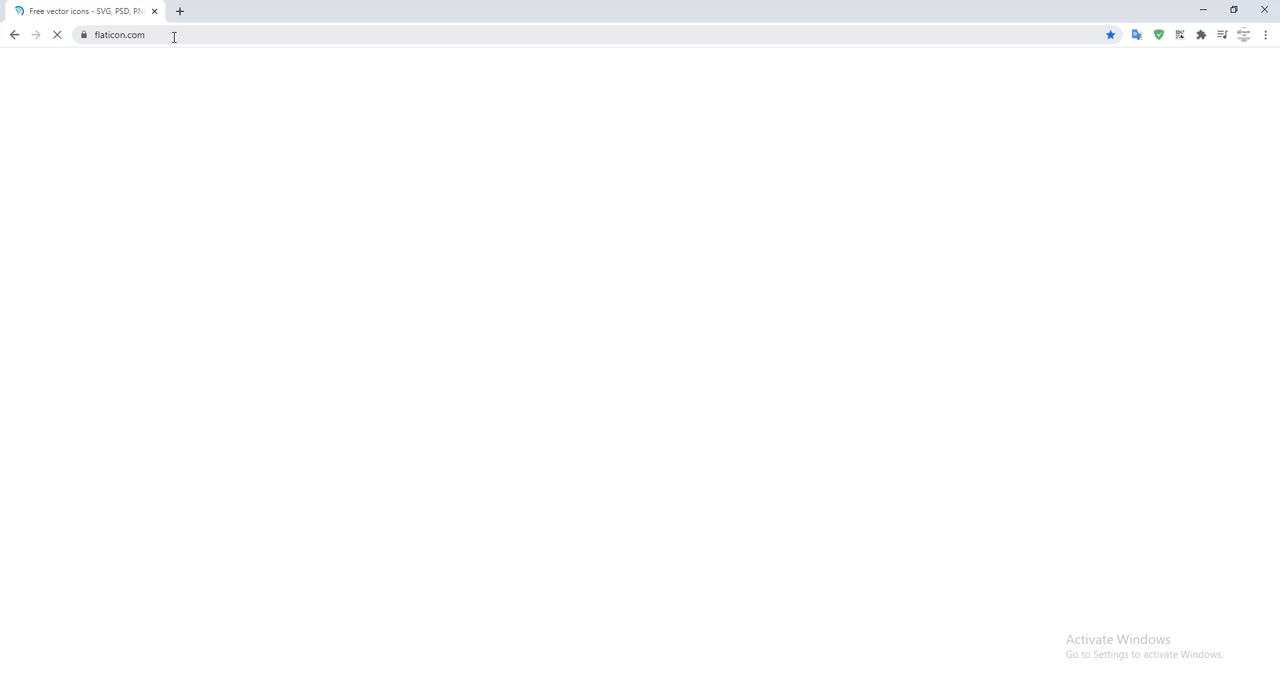 Free vector icons - SVG, PSD, PN
flaticon.com
Activate Windows
Go to Settings to activate Windows.